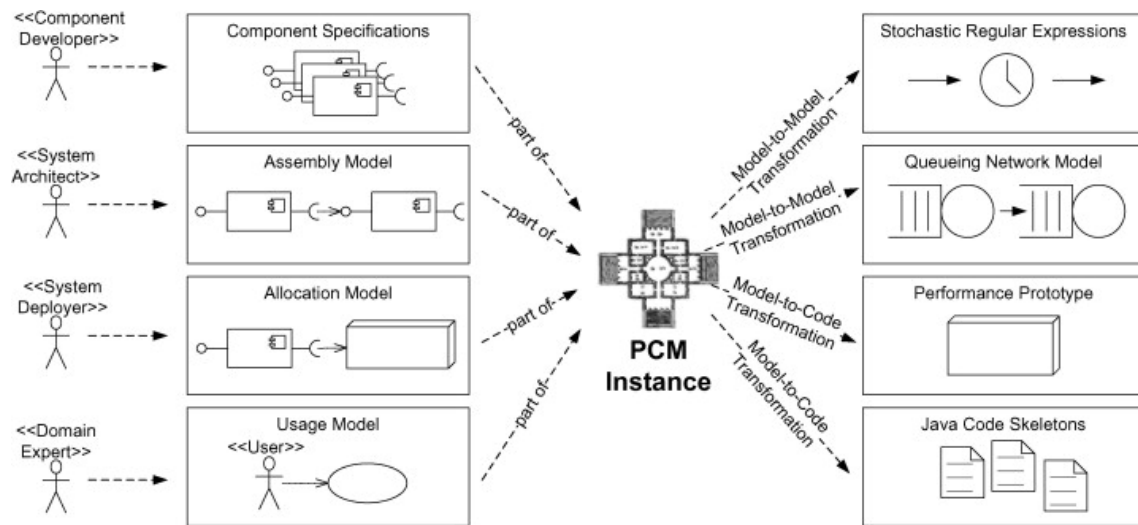 <<Component
Developer>>
Component Specifications
<<System
Architect>>
Assembly Model
<<System
Deployer>>
Allocation Model
<<Domain
Expert>>
Usage Model
<<User>>
part of
part of
part of
part of
PCM
Instance
Model-to-Model
Transformation
Model-to-Model
Transformation
Model-to-Code
Transformation
Model-to-Code
Transformation
Stochastic Regular Expressions
Queueing Network Model
Performance Prototype
Java Code Skeletons